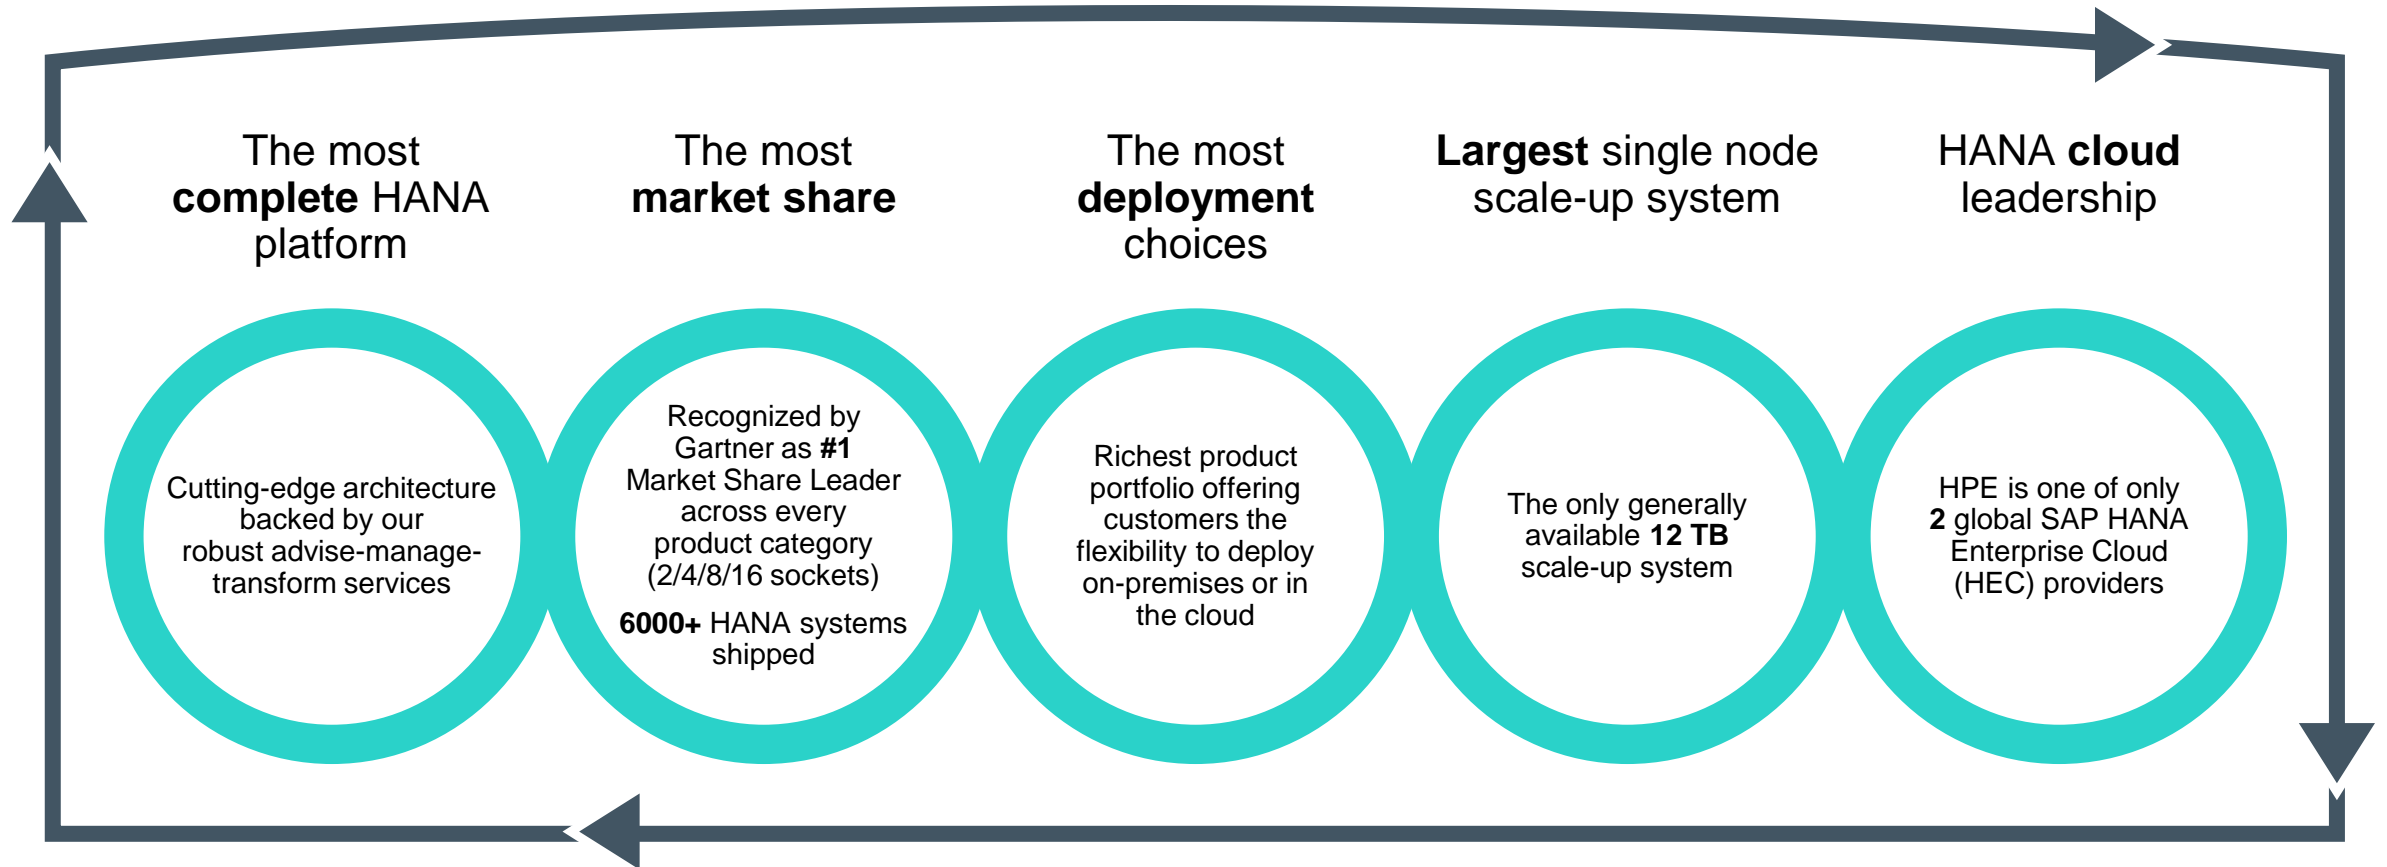 The most
complete HANA
platform
The most
market share
The most
deployment
choices
Largest single node
scale-up system
HANA cloud
leadership
Cutting-edge architecture
backed by our
robust advise-manage-
transform services
Recognized by
Gartner as #1
Market Share Leader
across every
product category
(2/4/8/16 sockets)
6000+ HANA systems
shipped
Richest product
portfolio offering
customers the
flexibility to deploy
on-premises or in
the cloud
The only generally
available 12 TB
scale-up system
HPE is one of only
2 global SAP HANA
Enterprise Cloud
(HEC) providers